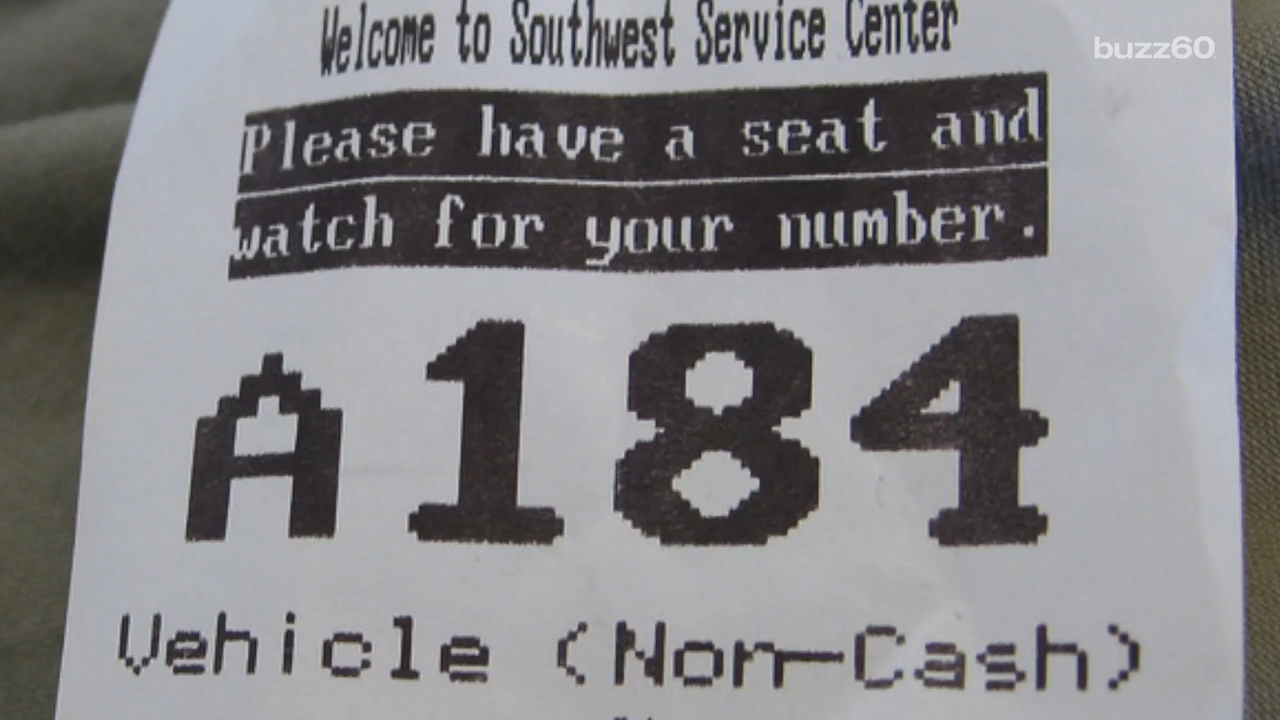 Welcome to Southwest Service Center
buzz60
Please have a seat and
watch for your number.
A184
Vehicle (Non-Cash)